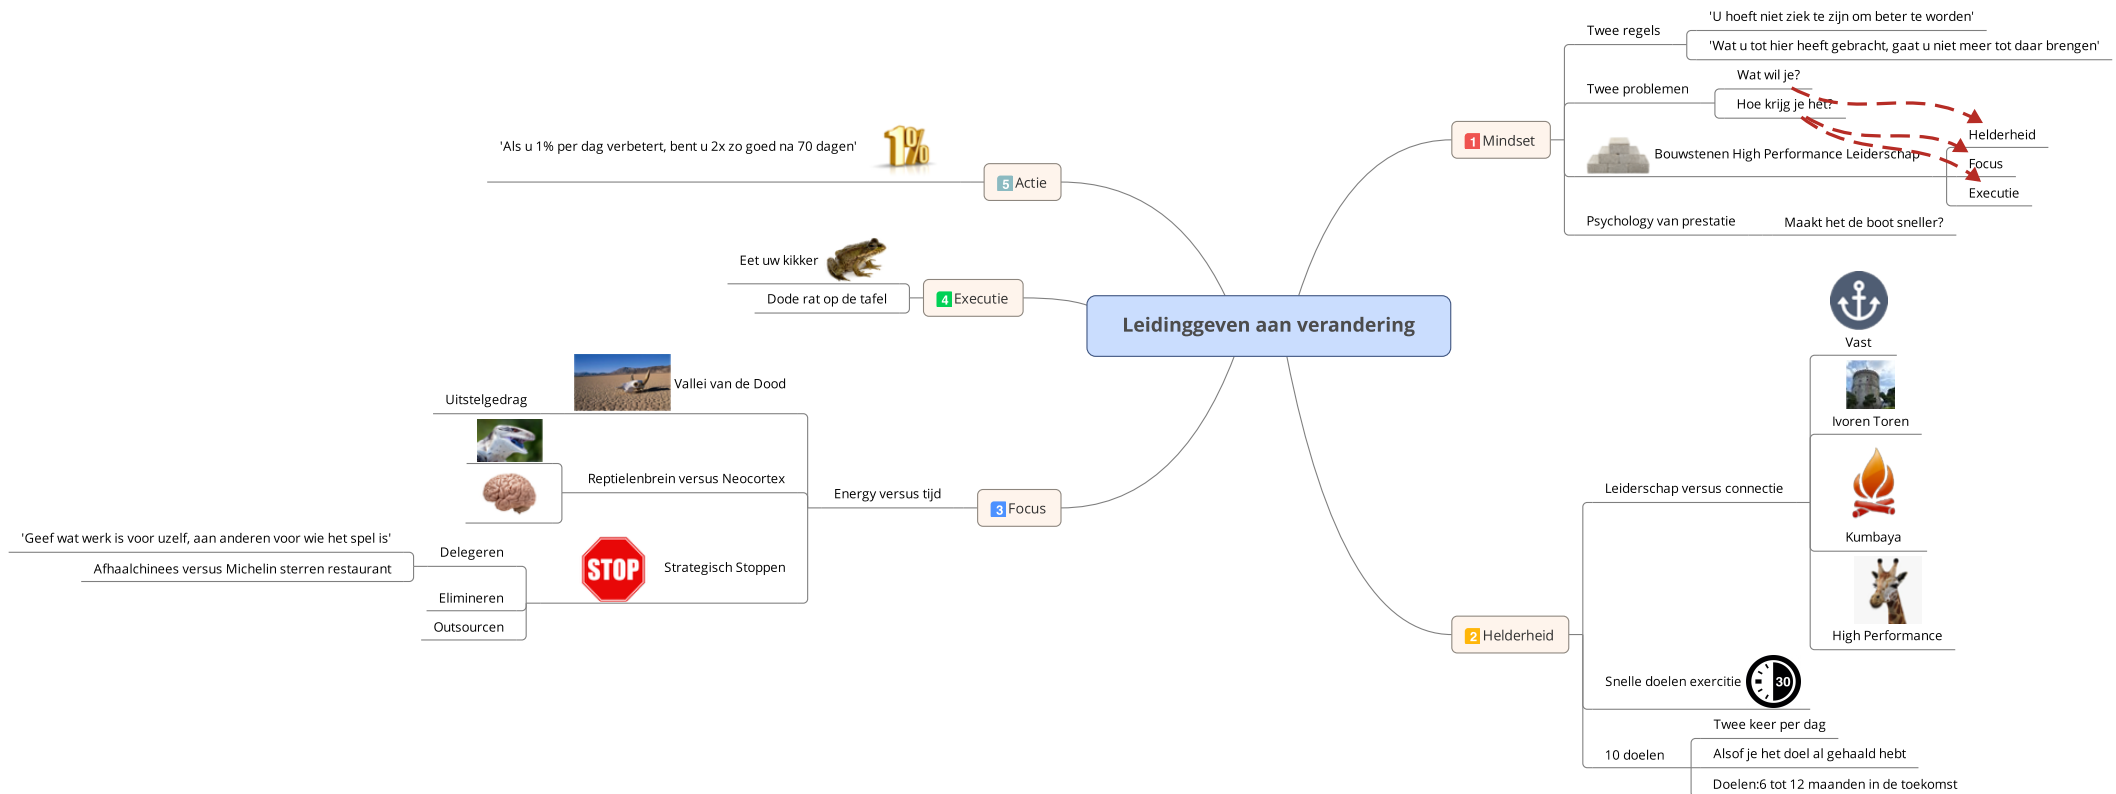 Leidinggeven aan verandering
1 Mindset
Twee regels
'U hoeft niet ziek te zijn om beter te worden'
'Wat u tot hier heeft gebracht, gaat u niet meer tot daar brengen'
Twee problemen
Wat wil je?
Hoe krijg je het?
Bouwstenen High Performance Leiderschap
Helderheid
Focus
Executie
Psychology van prestatie
Maakt het de boot sneller?
2 Helderheid
Leiderschap versus connectie
Vast
Ivoren Toren
Kumbaya
High Performance
Snelle doelen exercitie
30
10 doelen
Twee keer per dag
Alsof je het doel al gehaald hebt
Doelen:6 tot 12 maanden in de toekomst
3 Focus
Energy versus tijd
Vallei van de Dood
Uitstelgedrag
Reptielenbrein versus Neocortex
STOP
Strategisch Stoppen
Delegeren
'Geef wat werk is voor uzelf, aan anderen voor wie het spel is'
Afhaalchinees versus Michelin sterren restaurant
Elimineren
Outsourcen
4 Executie
Eet uw kikker
Dode rat op de tafel
5 Actie
1%
'Als u 1% per dag verbetert, bent u 2x zo goed na 70 dagen'